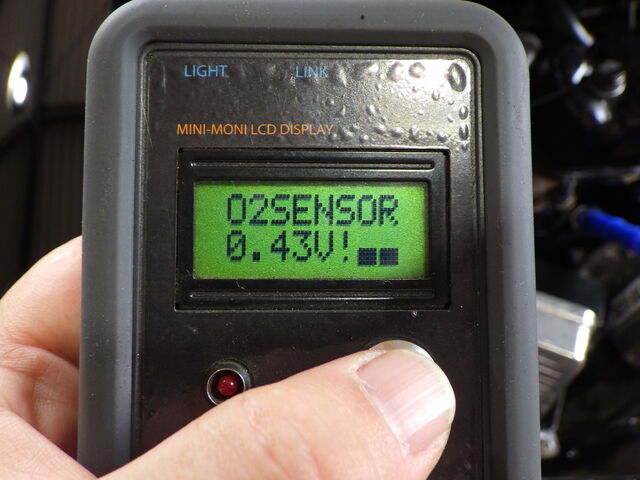 LIGHT LINK
MINI-MONI LCD DISPLAY
O2SENSOR
0.43V!